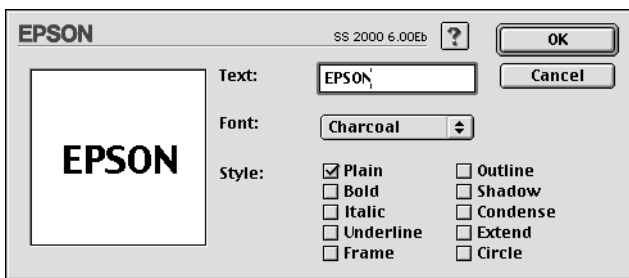 EPSON SS 2000 6.00Eb ? OK
Text: EPSON Cancel
Font: Charcoal
EPSON
Style: Plain Outline
Bold Shadow
Italic Condense
Underline Extend
Frame Circle